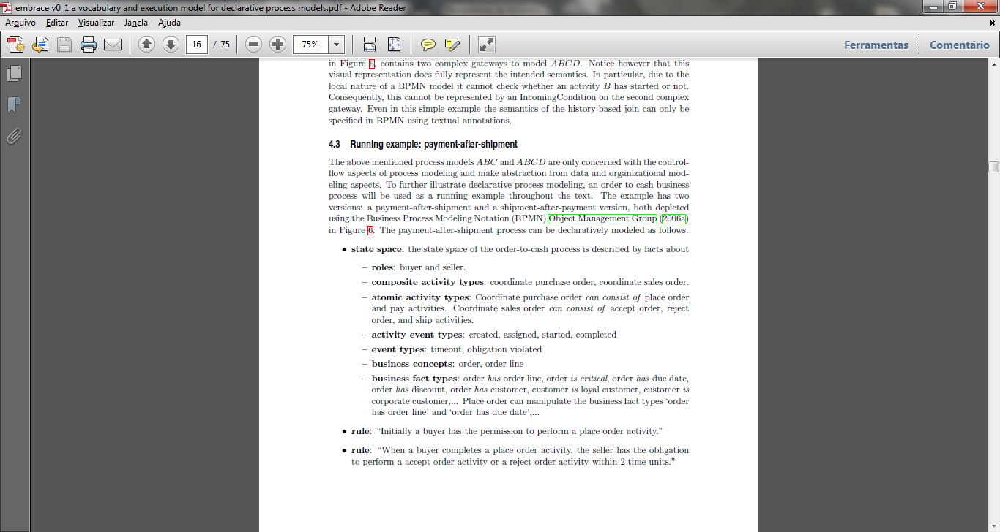 embrace v0_1 a vocabulary and execution model for declarative process models.pdf - Adobe Reader
Arquivo Editar Visualizar Janela Ajuda
16 / 75 75% Ferramentas Comentário
in Figure 5, contains two complex gateways to model ABCD. Notice however that this
visual representation does fully represent the intended semantics. In particular, due to the
local nature of a BPMN model it cannot check whether an activity B has started or not.
Consequently, this cannot be represented by an IncomingCondition on the second complex
gateway. Even in this simple example the semantics of the history-based join can only be
specified in BPMN using textual annotations.
4.3 Running example: payment-after-shipment
The above mentioned process models ABC and ABCD are only concerned with the control-
flow aspects of process modeling and make abstraction from data and organizational mod-
eling aspects. To further illustrate declarative process modeling, an order-to-cash business
process will be used as a running example throughout the text. The example has two
versions: a payment-after-shipment and a shipment-after-payment version, both depicted
using the Business Process Modeling Notation (BPMN) Object Management Group (2006a)
in Figure 6. The payment-after-shipment process can be declaratively modeled as follows:
• state space: the state space of the order-to-cash process is described by facts about
– roles: buyer and seller.
– composite activity types: coordinate purchase order, coordinate sales order.
– atomic activity types: Coordinate purchase order can consist of place order
and pay activities. Coordinate sales order can consist of accept order, reject
order, and ship activities.
– activity event types: created, assigned, started, completed
– event types: timeout, obligation violated
– business concepts: order, order line
– business fact types: order has order line, order is critical, order has due date,
order has discount, order has customer, customer is loyal customer, customer is
corporate customer,... Place order can manipulate the business fact types ‘order
has order line’ and ‘order has due date’,...
• rule: “Initially a buyer has the permission to perform a place order activity.”
• rule: “When a buyer completes a place order activity, the seller has the obligation
to perform a accept order activity or a reject order activity within 2 time units.”